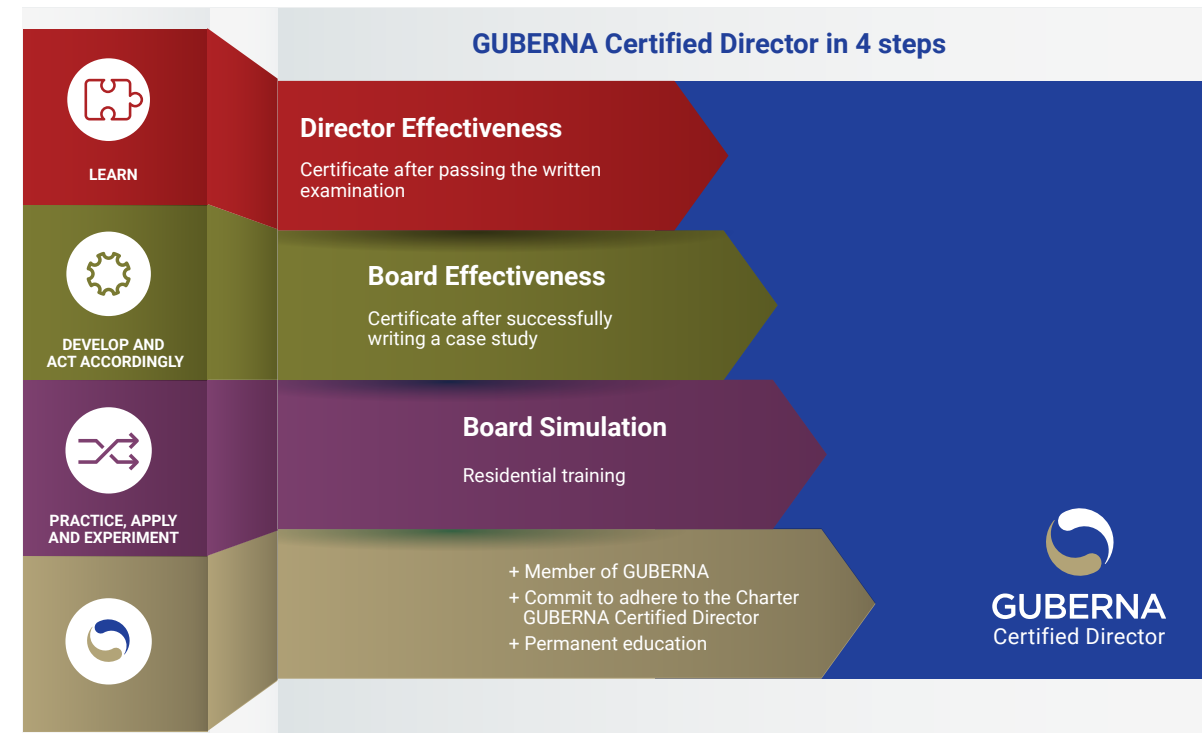 GUBERNA Certified Director in 4 steps
LEARN
Director Effectiveness
Certificate after passing the written
examination
DEVELOP AND
ACT ACCORDINGLY
Board Effectiveness
Certificate after successfully
writing a case study
PRACTICE, APPLY
AND EXPERIMENT
Board Simulation
Residential training
+ Member of GUBERNA
+ Commit to adhere to the Charter
GUBERNA Certified Director
+ Permanent education
GUBERNA
Certified Director